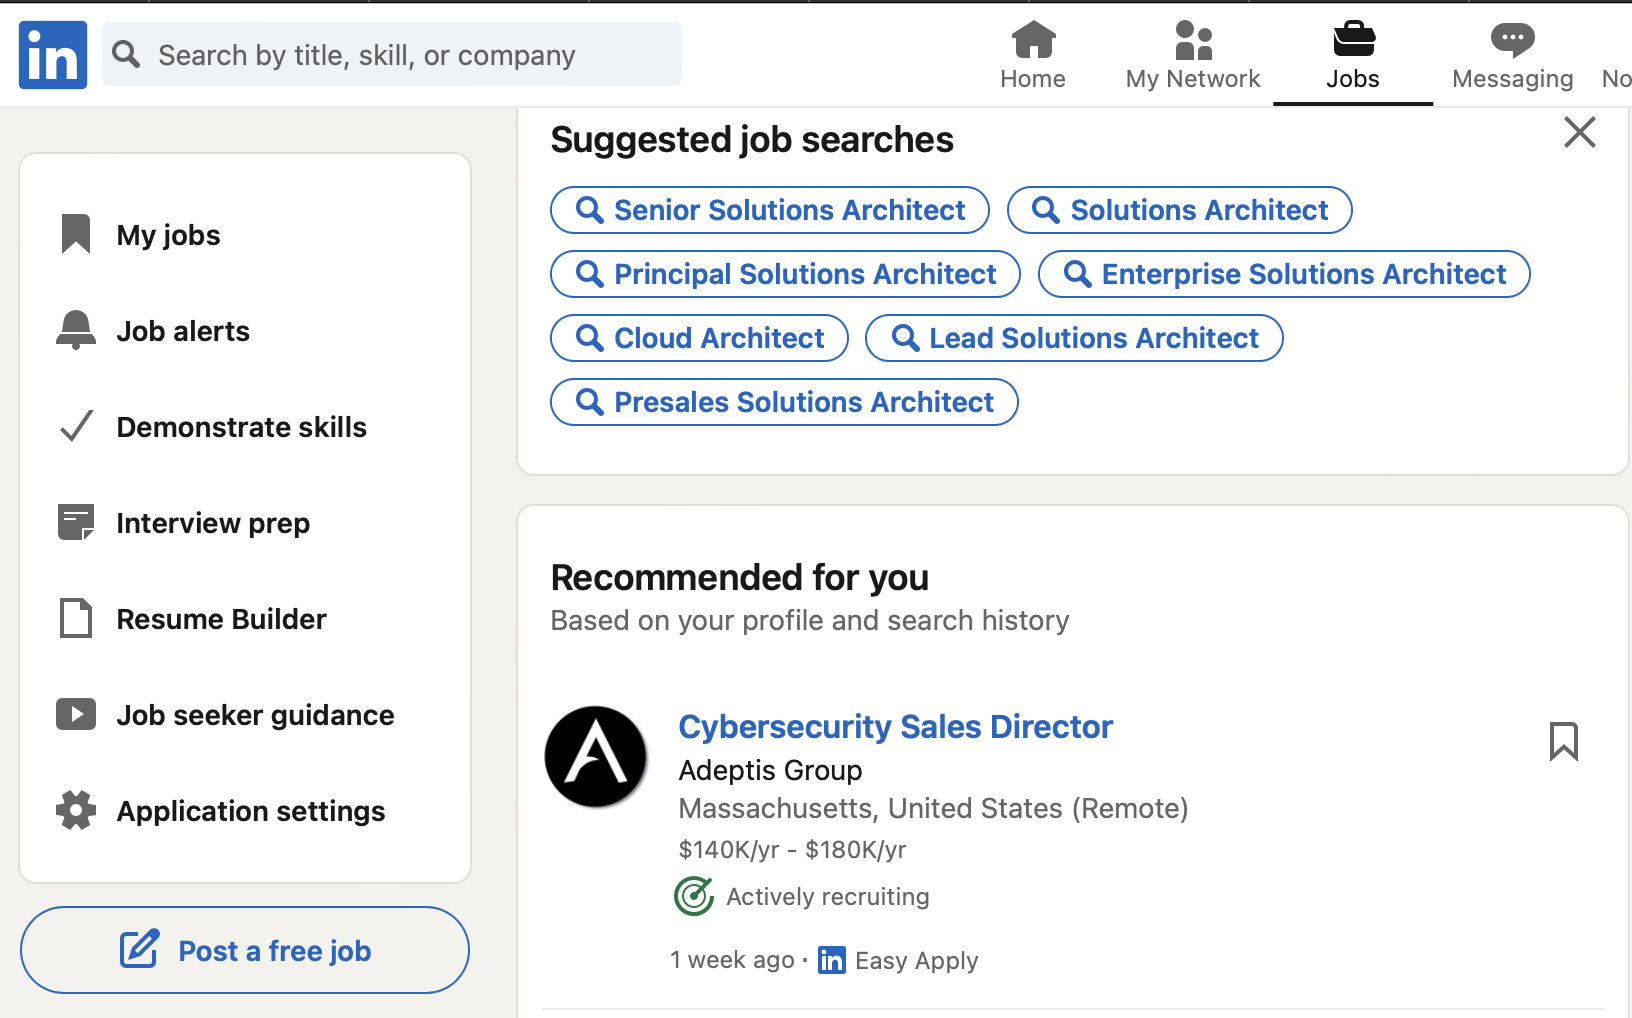 in Search by title, skill, or company Home My Network Jobs Messaging No
My jobs
Job alerts
Demonstrate skills
Interview prep
Resume Builder
Job seeker guidance
Application settings
Post a free job
Suggested job searches
Senior Solutions Architect Solutions Architect
Principal Solutions Architect Enterprise Solutions Architect
Cloud Architect Lead Solutions Architect
Presales Solutions Architect
Recommended for you
Based on your profile and search history
Cybersecurity Sales Director
Adeptis Group
Massachusetts, United States (Remote)
$140K/yr - $180K/yr
Actively recruiting
1 week ago · in Easy Apply